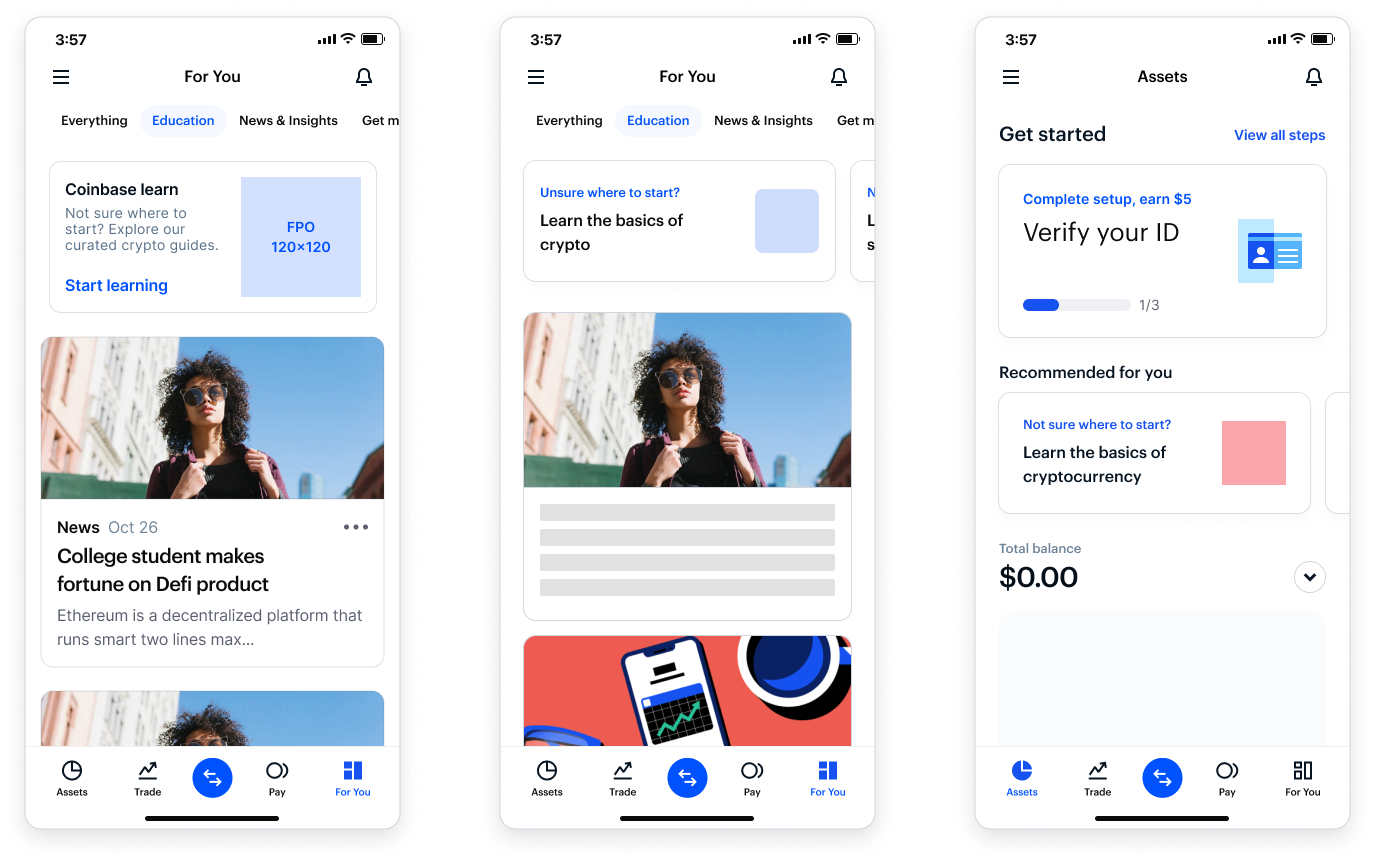 3:57
For You
Everything Education News & Insights Get m
Coinbase learn
Not sure where to
start? Explore our
curated crypto guides.
Start learning
FPO
120×120
News Oct 26
College student makes
fortune on Defi product
Ethereum is a decentralized platform that
runs smart two lines max...
Assets Trade Pay For You
3:57
For You
Everything Education News & Insights Get m
Unsure where to start?
Learn the basics of
crypto
N
L
s
Assets Trade Pay For You
3:57
Assets
Get started View all steps
Complete setup, earn $5
Verify your ID
1/3
Recommended for you
Not sure where to start?
Learn the basics of
cryptocurrency
Total balance
$0.00
Assets Trade Pay For You